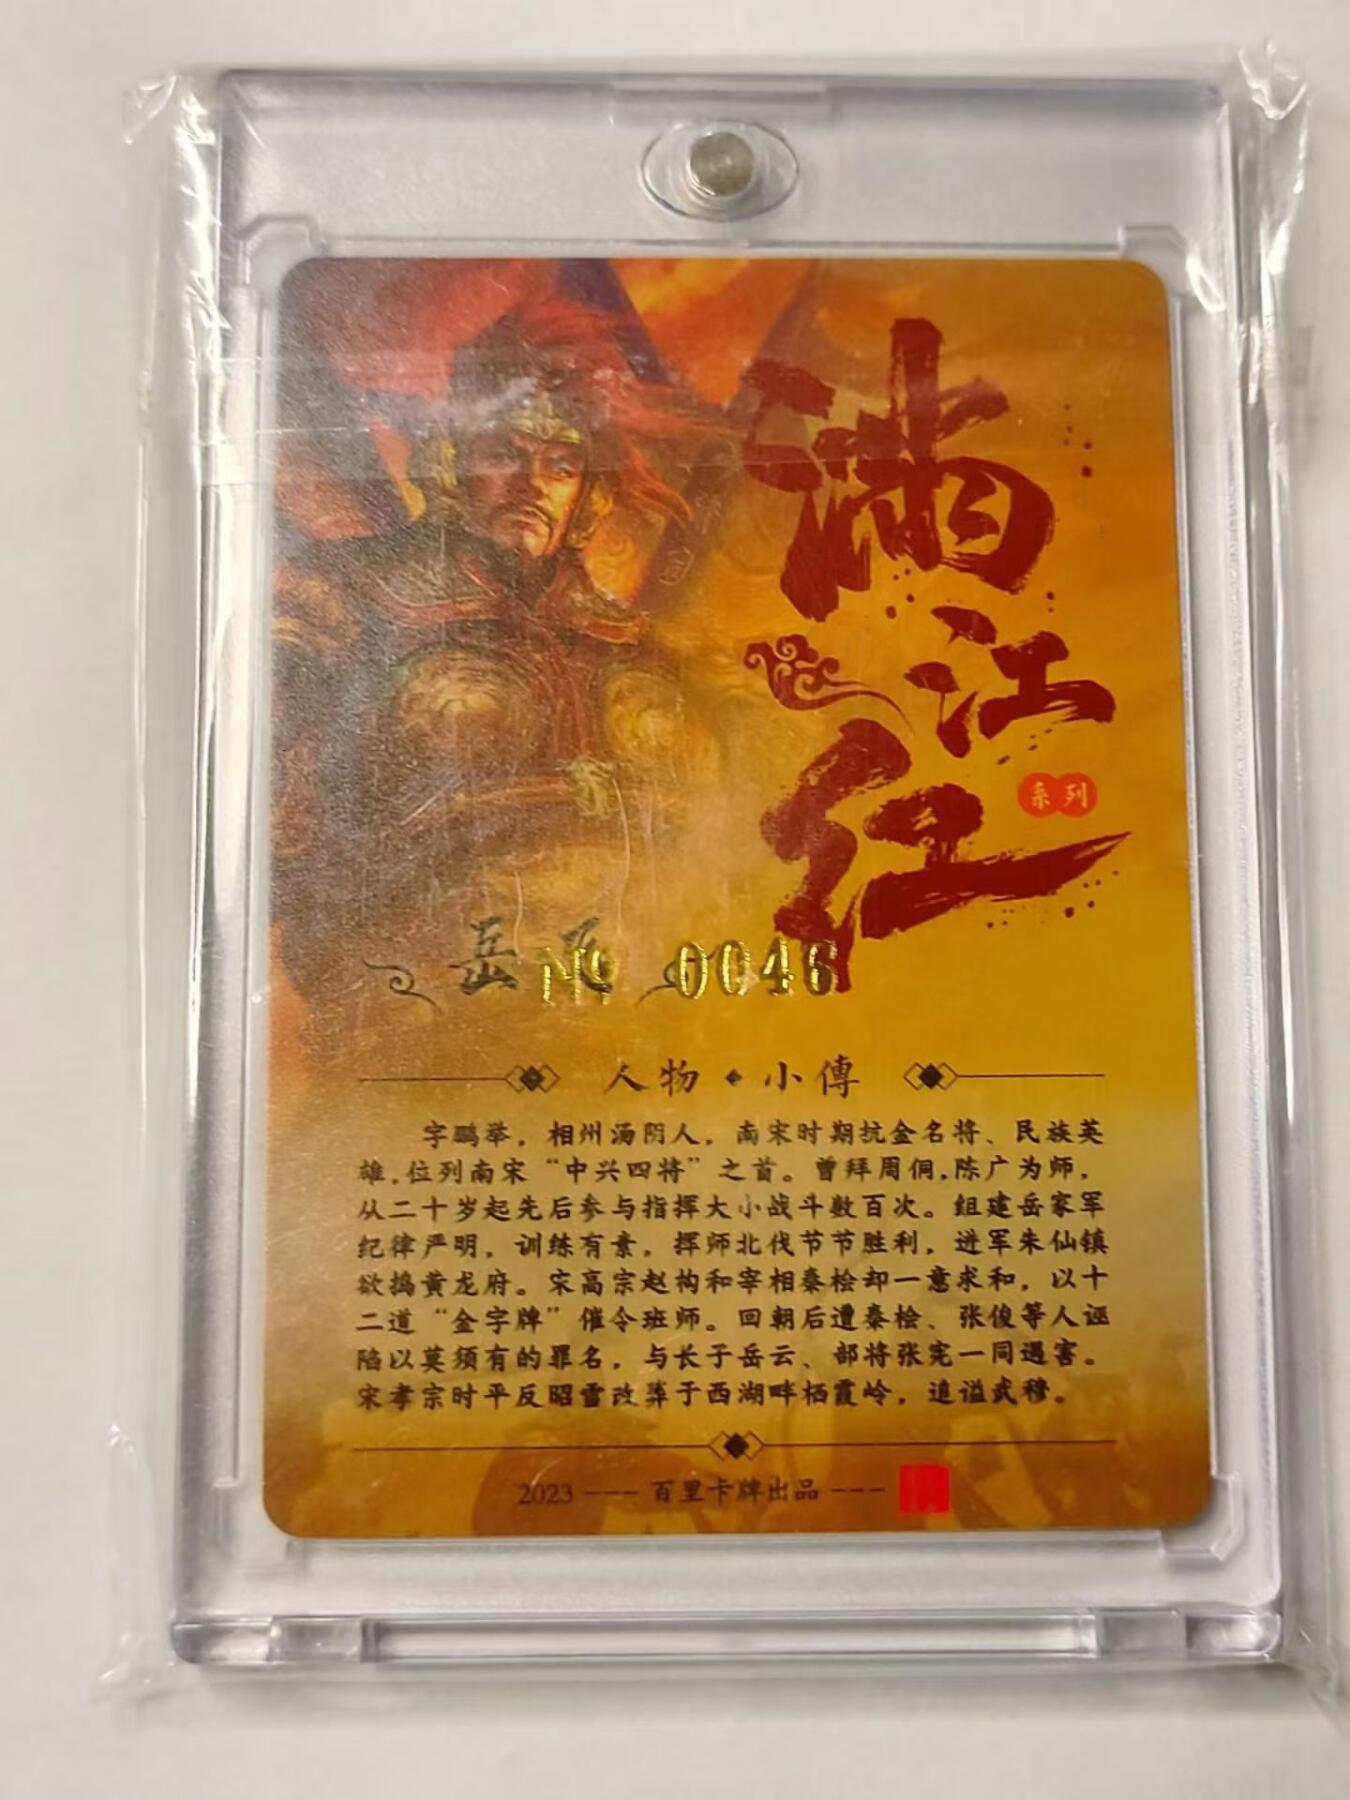 满江红
系列
岳飞
№ 0046
人物·小傳
字鹏举，相州汤阴人，南宋时期抗金名将、民族英
雄，位列南宋“中兴四将”之首。曾拜周侗，陈广为师，
从二十岁起先后参与指挥大小战斗数百次。组建岳家军
纪律严明，训练有素，挥师北伐节节胜利，进军朱仙镇
欲捣黄龙府。宋高宗赵构和宰相秦桧却一意求和，以十
二道“金字牌”催令班师。回朝后遭秦桧、张俊等人诬
陷以莫须有的罪名，与长子岳云、部将张宪一同遇害。
宋孝宗时平反昭雪改葬于西湖畔栖霞岭，追谥武穆。
2023 --- 百里卡牌出品 ---